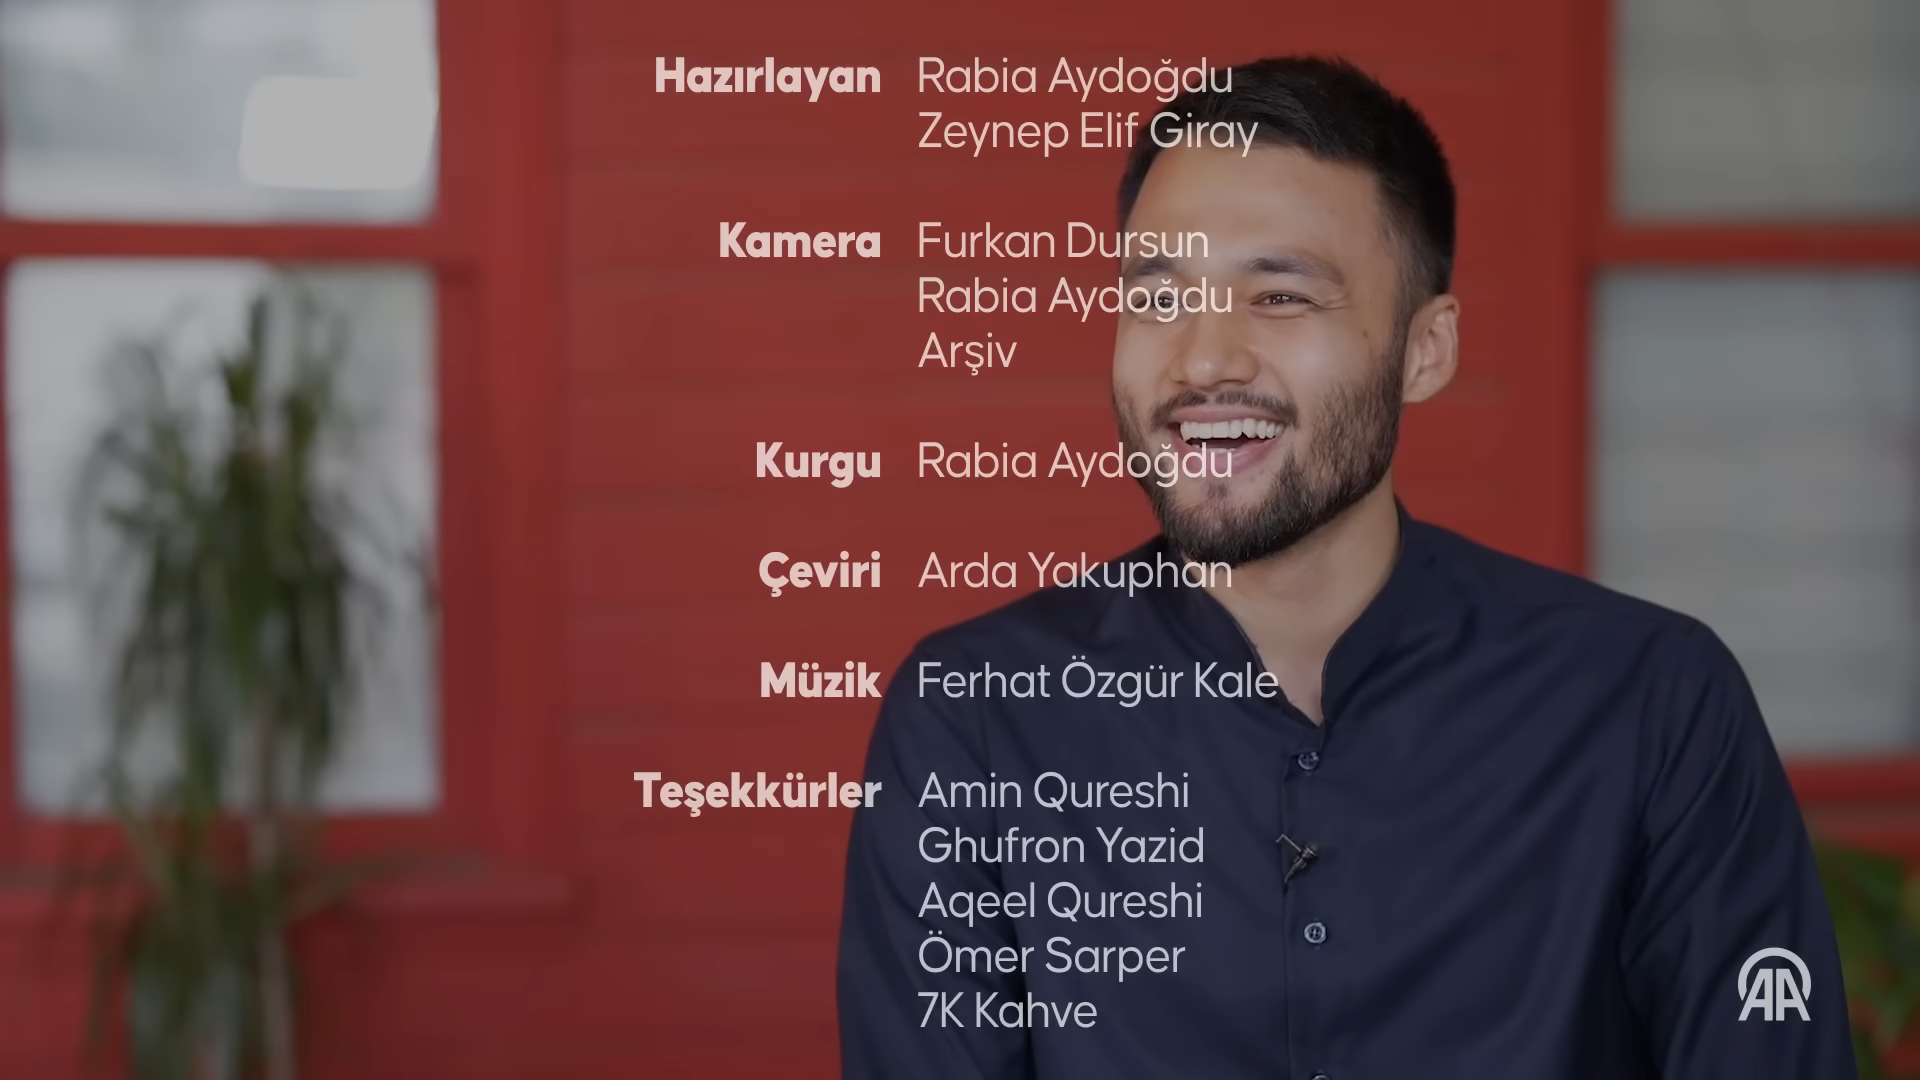 Hazırlayan Rabia Aydoğdu
Zeynep Elif Giray
Kamera Furkan Dursun
Rabia Aydoğdu
Arşiv
Kurgu Rabia Aydoğdu
Çeviri Arda Yakuphan
Müzik Ferhat Özgür Kale
Teşekkürler Amin Qureshi
Ghufron Yazid
Aqeel Qureshi
Ömer Sarper
7K Kahve
AA